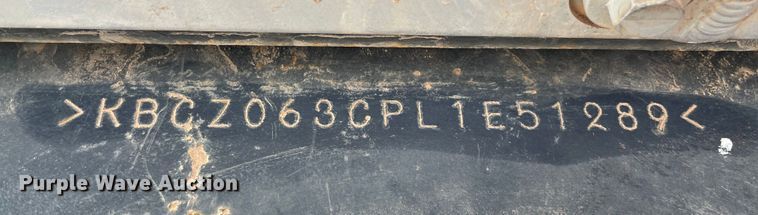 >KBCZ063CPL1E51289<
Purple Wave Auction